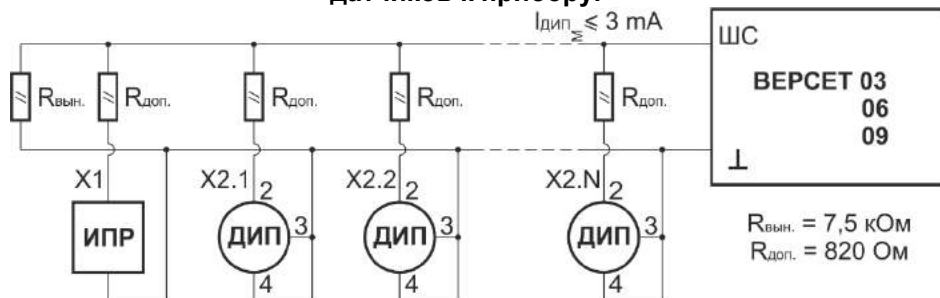 датчиков к прибору.
IДИП ≤ 3 mA
М
ШС
ВЕРСЕТ 03
06
09
⊥
Rвын. Rдоп. Rдоп. Rдоп. Rдоп.
X1 X2.1 X2.2 X2.N
2 2 2
ИПР ДИП 3 ДИП 3 ДИП 3
4 4 4
Rвын. = 7,5 кОм
Rдоп. = 820 Ом